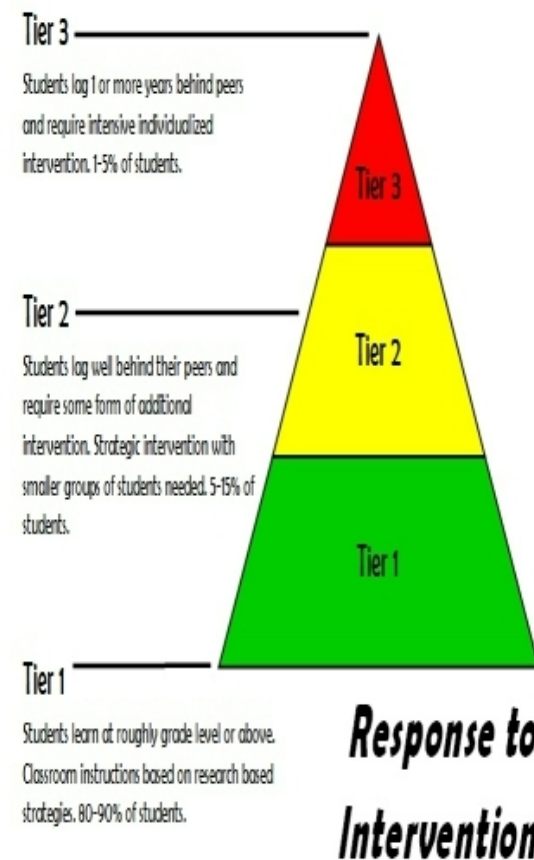 Tier 3
Students lag 1 or more years behind peers
and require intensive individualized
intervention. 1-5% of students.
Tier 3
Tier 2
Students lag well behind their peers and
require some form of additional
intervention. Strategic intervention with
smaller groups of students needed. 5-15% of
students.
Tier 2
Tier 1
Tier 1
Students learn at roughly grade level or above.
Classroom instructions based on research based
strategies. 80-90% of students.
Response to
Intervention